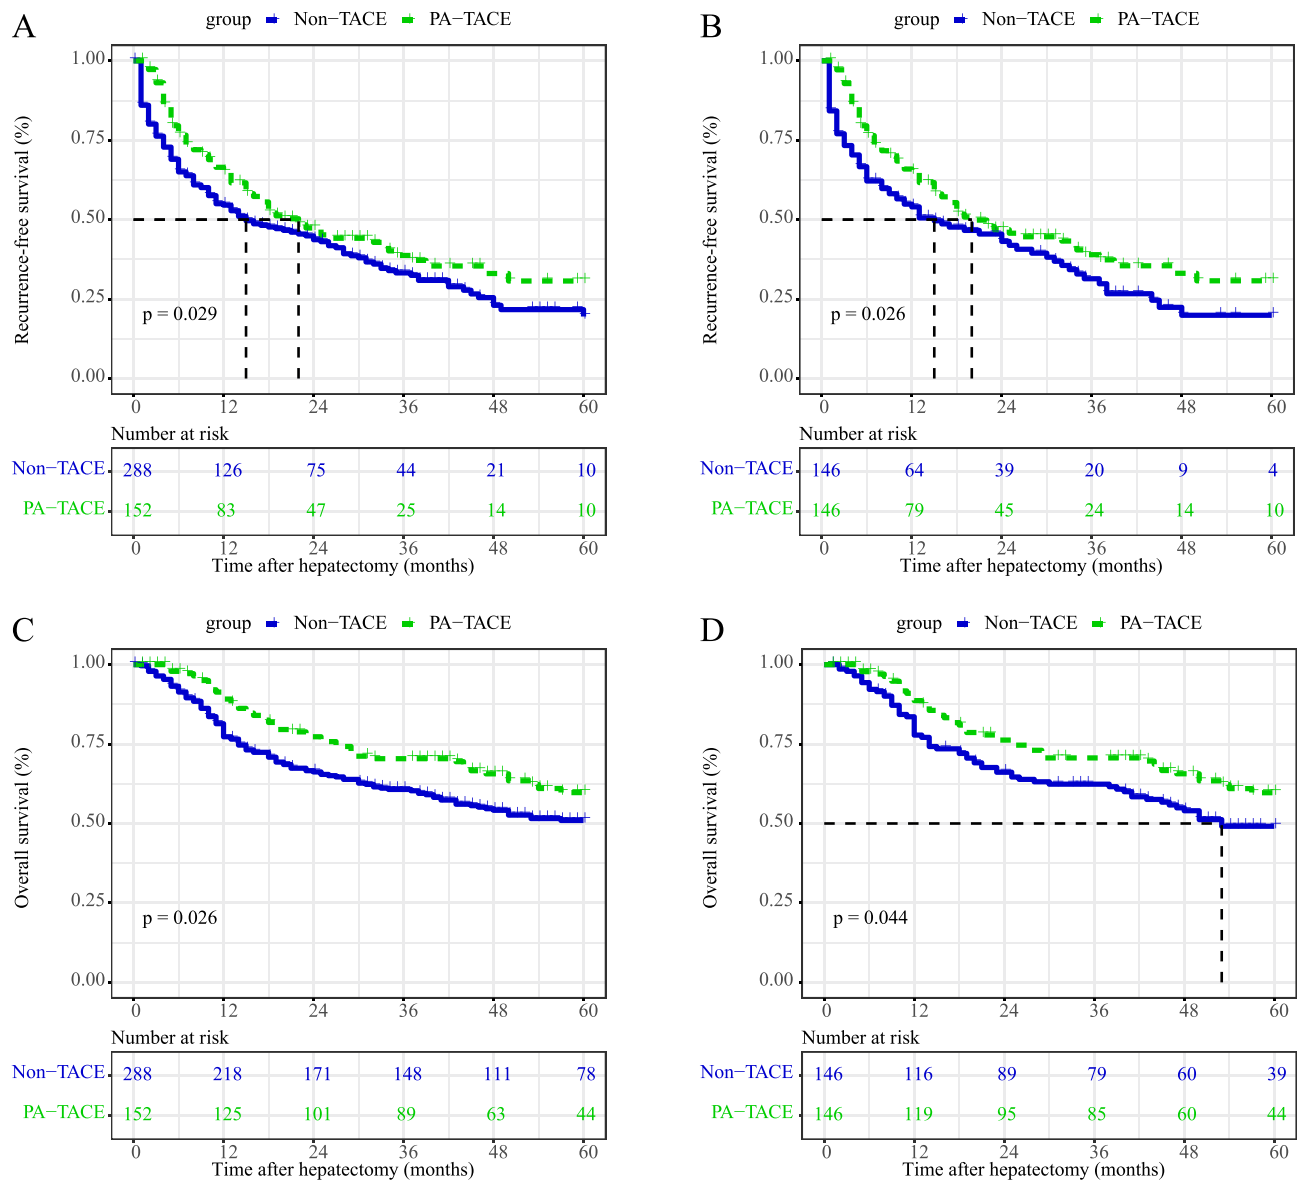 A
group Non−TACE PA−TACE
Recurrence-free survival (%)
1.00
0.75
0.50
0.25
0.00
p = 0.029
0 12 24 36 48 60
Number at risk
Non−TACE 288 126 75 44 21 10
PA−TACE 152 83 47 25 14 10
0 12 24 36 48 60
Time after hepatectomy (months)
B
group Non−TACE PA−TACE
Recurrence-free survival (%)
1.00
0.75
0.50
0.25
0.00
p = 0.026
0 12 24 36 48 60
Number at risk
Non−TACE 146 64 39 20 9 4
PA−TACE 146 79 45 24 14 10
0 12 24 36 48 60
Time after hepatectomy (months)
C
group Non−TACE PA−TACE
Overall survival (%)
1.00
0.75
0.50
0.25
0.00
p = 0.026
0 12 24 36 48 60
Number at risk
Non−TACE 288 218 171 148 111 78
PA−TACE 152 125 101 89 63 44
0 12 24 36 48 60
Time after hepatectomy (months)
D
group Non−TACE PA−TACE
Overall survival (%)
1.00
0.75
0.50
0.25
0.00
p = 0.044
0 12 24 36 48 60
Number at risk
Non−TACE 146 116 89 79 60 39
PA−TACE 146 119 95 85 60 44
0 12 24 36 48 60
Time after hepatectomy (months)